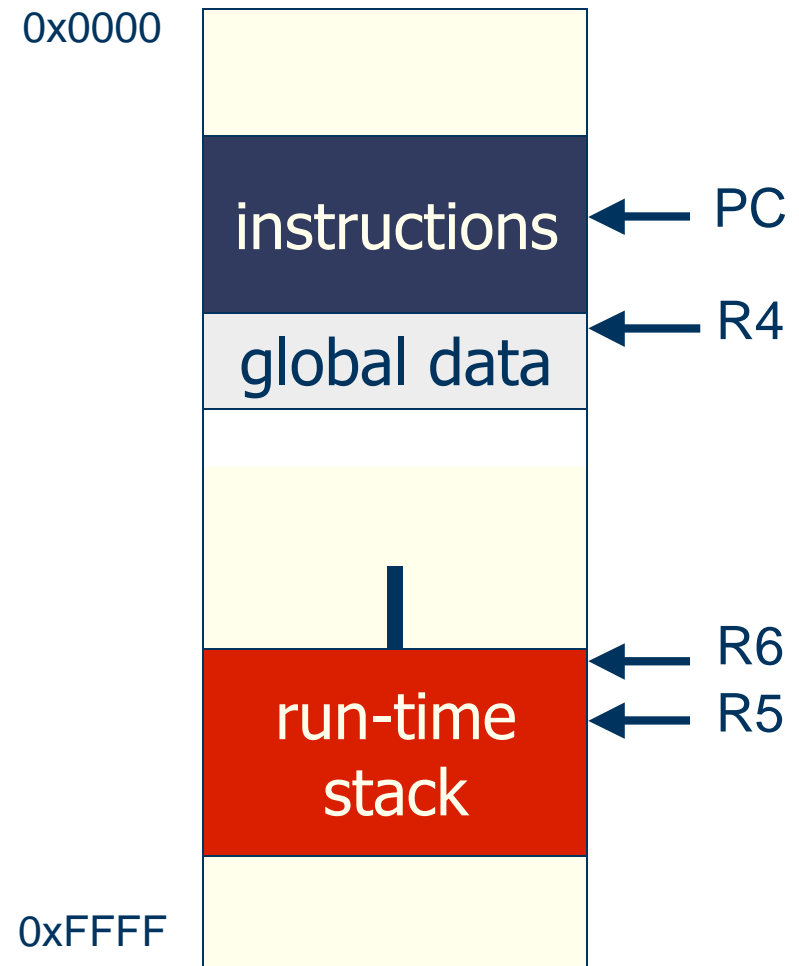 0x0000
instructions
PC
R4
global data
R6
run-time
R5
stack
0xFFFF